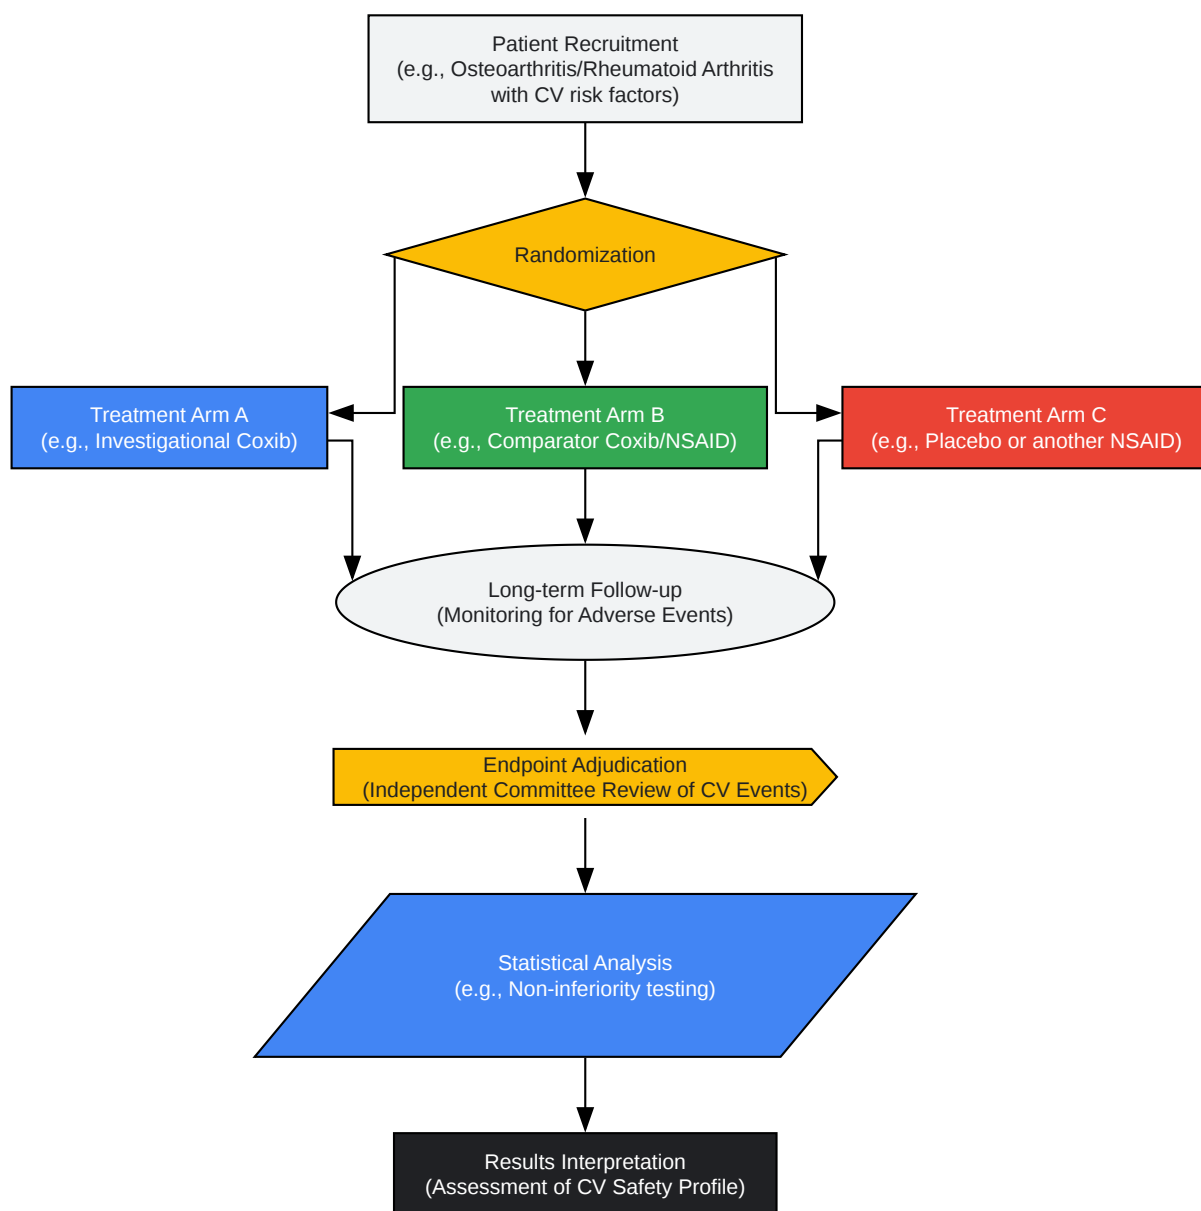 Patient Recruitment
(e.g., Osteoarthritis/Rheumatoid Arthritis
with CV risk factors)
Randomization
Treatment Arm A
(e.g., Investigational Coxib)
Treatment Arm B
(e.g., Comparator Coxib/NSAID)
Treatment Arm C
(e.g., Placebo or another NSAID)
Long-term Follow-up
(Monitoring for Adverse Events)
Endpoint Adjudication
(Independent Committee Review of CV Events)
Statistical Analysis
(e.g., Non-inferiority testing)
Results Interpretation
(Assessment of CV Safety Profile)